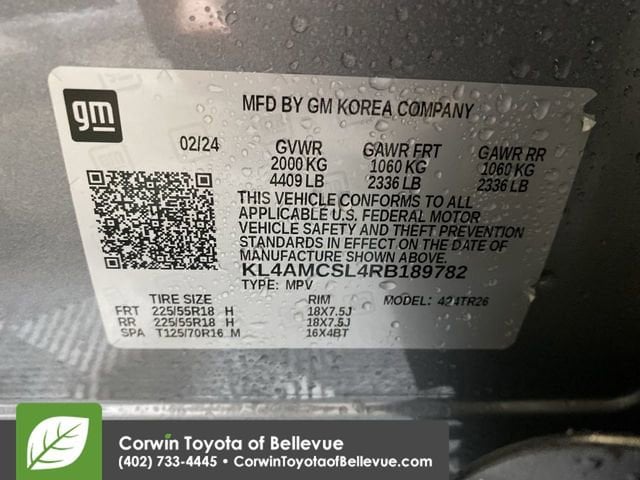 gm
MFD BY GM KOREA COMPANY
02/24 GVWR GAWR FRT GAWR RR
2000 KG 1060 KG 1060 KG
4409 LB 2336 LB 2336 LB
THIS VEHICLE CONFORMS TO ALL
APPLICABLE U.S. FEDERAL MOTOR
VEHICLE SAFETY AND THEFT PREVENTION
STANDARDS IN EFFECT ON THE DATE OF
MANUFACTURE SHOWN ABOVE.
KL4AMCSL4RB189782
TYPE: MPV MODEL: 424TR26
TIRE SIZE RIM
FRT 225/55R18 H 18X7.5J
RR 225/55R18 H 18X7.5J
SPA T125/70R16 M 16X4BT
Corwin Toyota of Bellevue
(402) 733-4445 • CorwinToyotaofBellevue.com